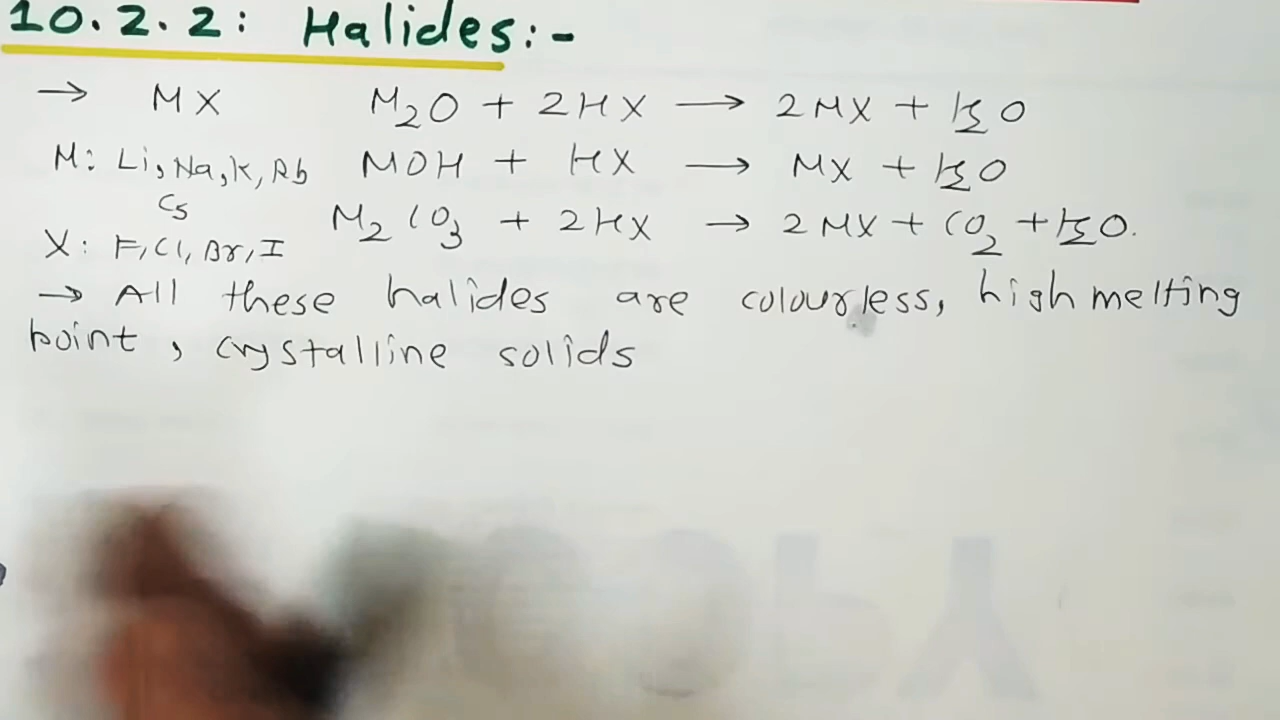 10.2.2: Halides:-
→ MX M₂O + 2HX → 2MX + H₂O
M: Li, Na, K, Rb MOH + HX → MX + H₂O
Cs M₂CO₃ + 2HX → 2MX + CO₂ + H₂O.
X: F, Cl, Br, I
→ All these halides are colourless, high melting
point, crystalline solids